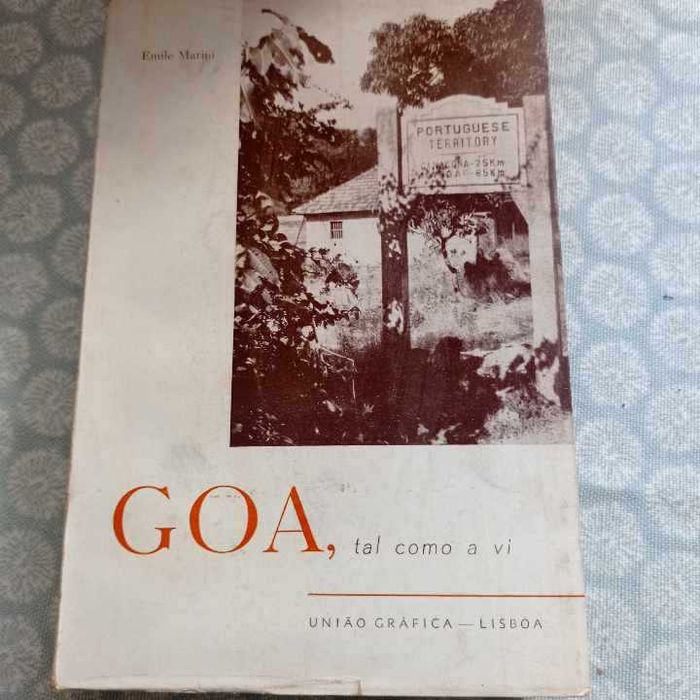 Emile Marini
PORTUGUESE
TERRITORY
GOA, tal como a vi
UNIÃO GRÁFICA — LISBOA